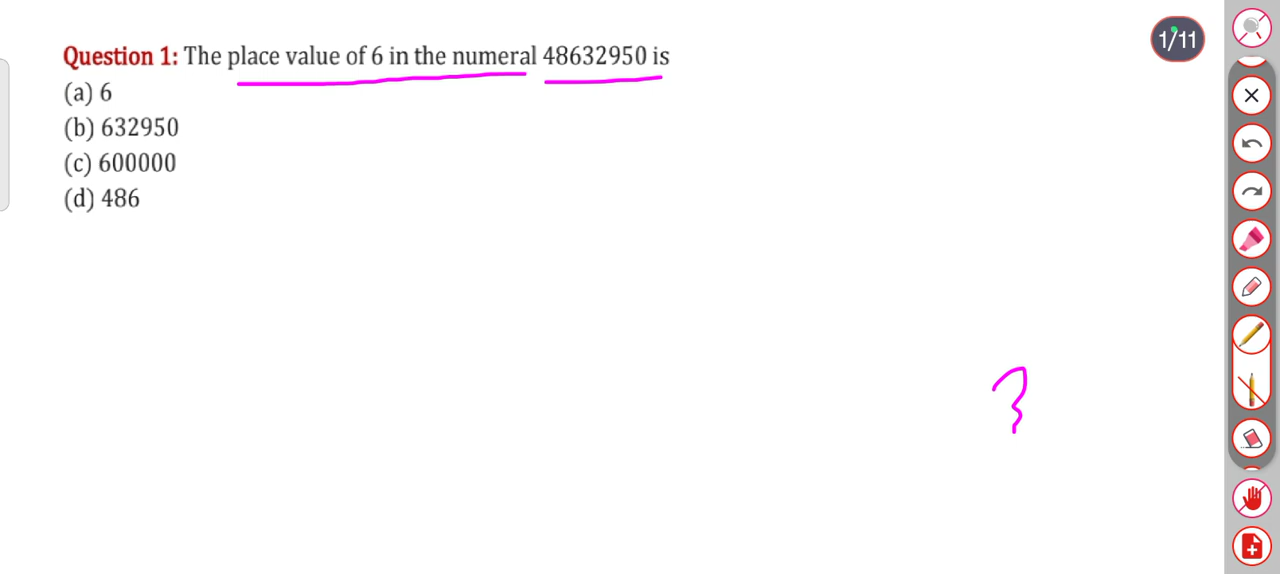 1/11
Question 1: The place value of 6 in the numeral 48632950 is
(a) 6
(b) 632950
(c) 600000
(d) 486
?